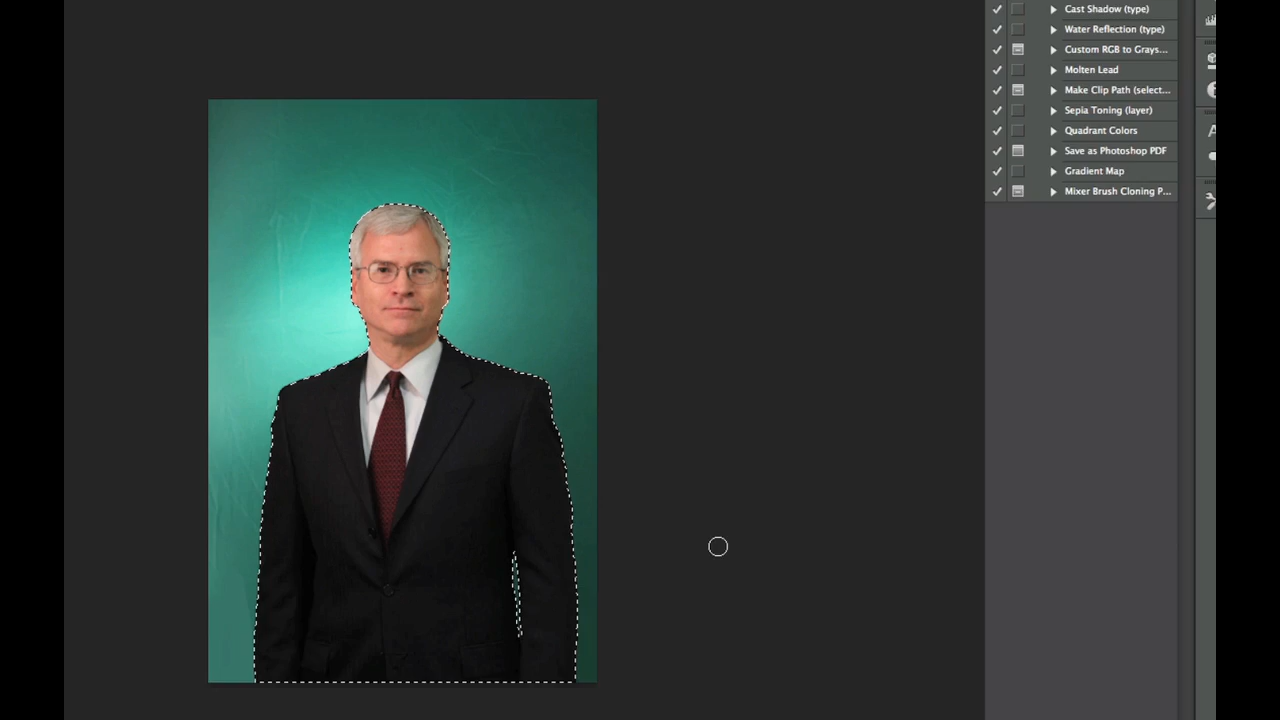 Cast Shadow (type)
Water Reflection (type)
Custom RGB to Grays...
Molten Lead
Make Clip Path (select...
Sepia Toning (layer)
Quadrant Colors
Save as Photoshop PDF
Gradient Map
Mixer Brush Cloning P...